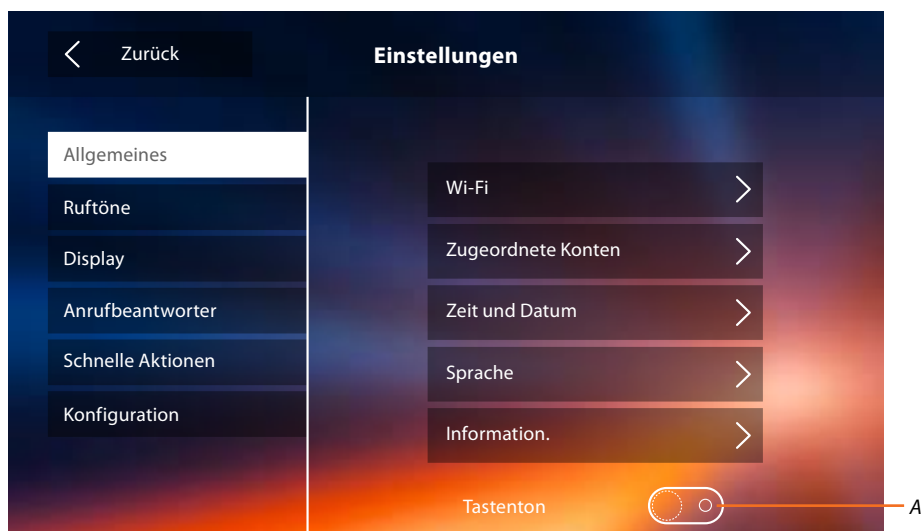 Zurück
Einstellungen
Allgemeines
Ruftöne
Display
Anrufbeantworter
Schnelle Aktionen
Konfiguration
Wi-Fi
Zugeordnete Konten
Zeit und Datum
Sprache
Information.
Tastenton
A